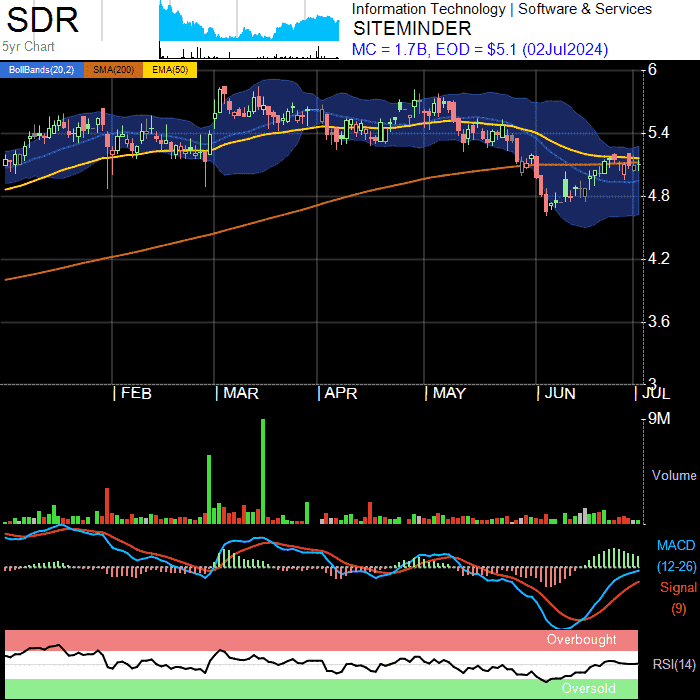 SDR
5yr Chart
Information Technology | Software & Services
SITEMINDER
MC = 1.7B, EOD = $5.1 (02Jul2024)
BollBands(20,2) SMA(200) EMA(50)
6
5.4
4.8
4.2
3.6
3
FEB MAR APR MAY JUN JUL
9M
Volume
MACD
(12-26)
Signal
(9)
Overbought
RSI(14)
Oversold